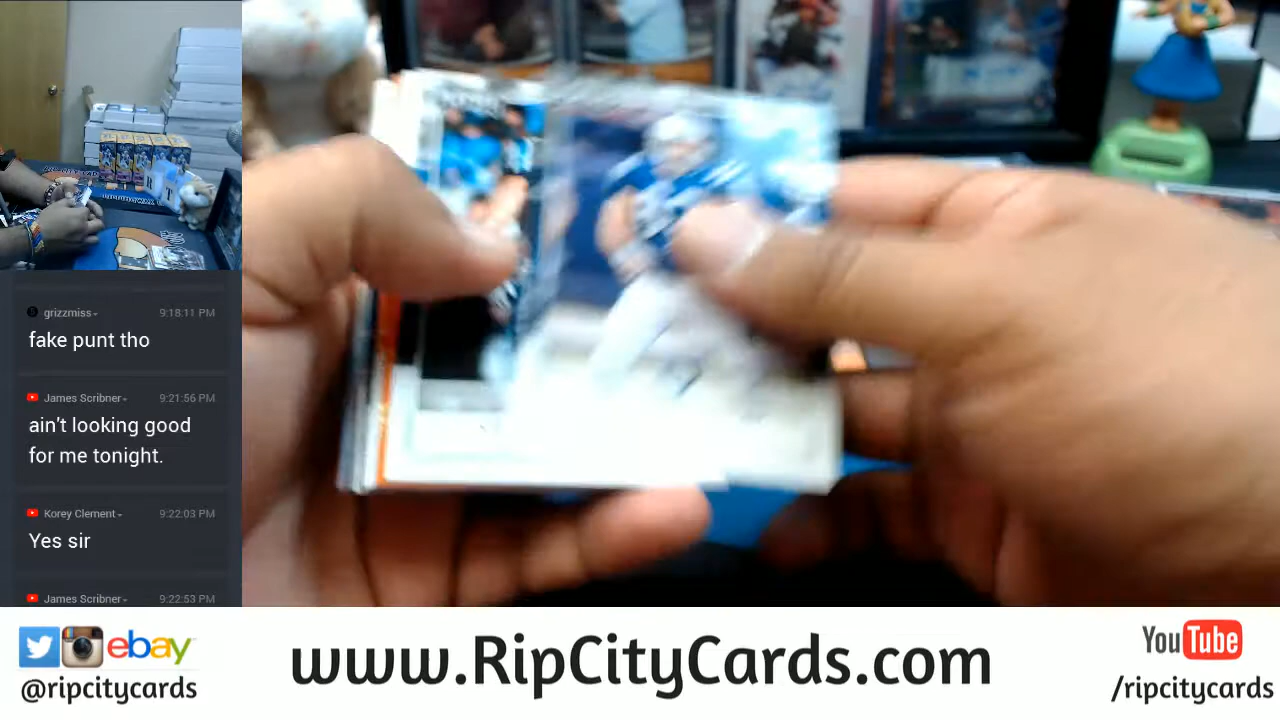 grizzmiss
9:18:11 PM
fake punt tho
James Scribner
9:21:56 PM
ain't looking good
for me tonight.
Korey Clement
9:22:03 PM
Yes sir
James Scribner
9:22:53 PM
ebay
@ripcitycards
www.RipCityCards.com
YouTube
/ripcitycards